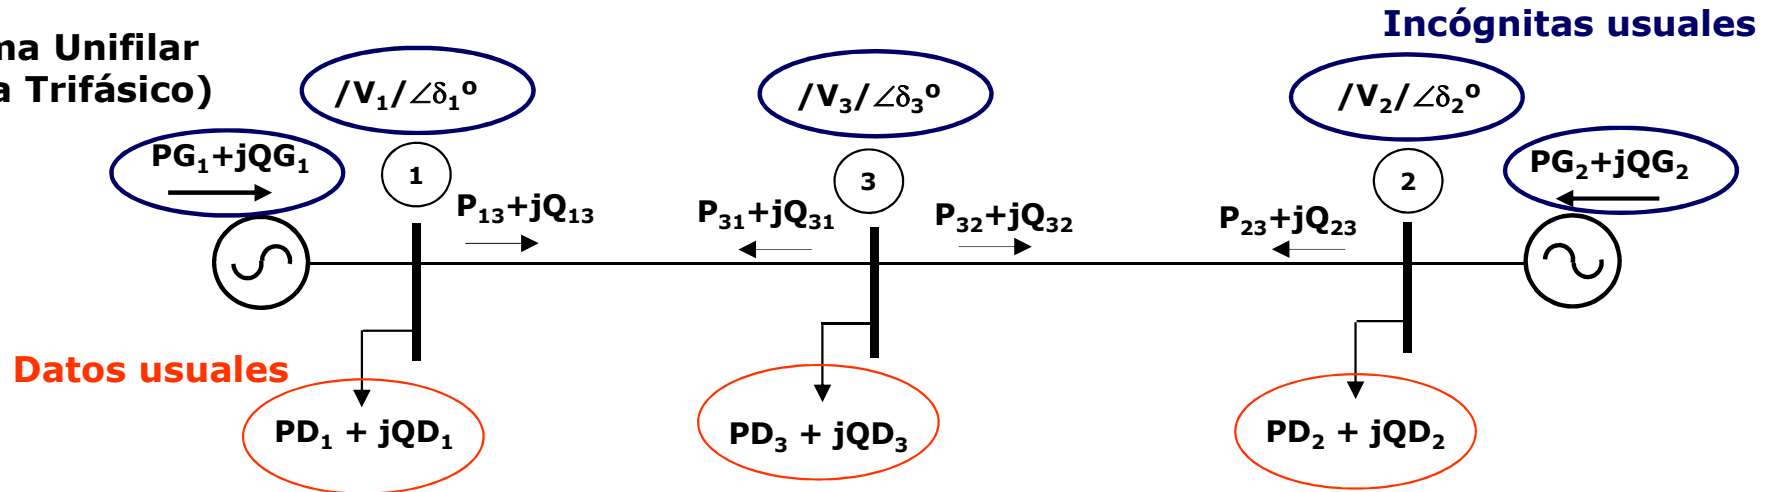 Incógnitas usuales
ma Unifilar
a Trifásico)
/V₁/∠δ₁º
/V₃/∠δ₃º
/V₂/∠δ₂º
PG₁+jQG₁
PG₂+jQG₂
1
3
2
P₁₃+jQ₁₃
P₃₁+jQ₃₁
P₃₂+jQ₃₂
P₂₃+jQ₂₃
Datos usuales
PD₁ + jQD₁
PD₃ + jQD₃
PD₂ + jQD₂